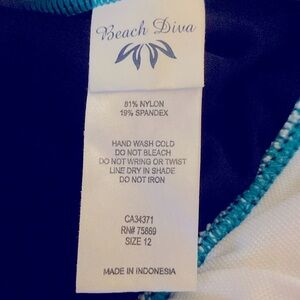 Beach Diva
81% NYLON
19% SPANDEX
HAND WASH COLD
DO NOT BLEACH
DO NOT WRING OR TWIST
LINE DRY IN SHADE
DO NOT IRON
CA34371
RN# 75869
SIZE 12
MADE IN INDONESIA